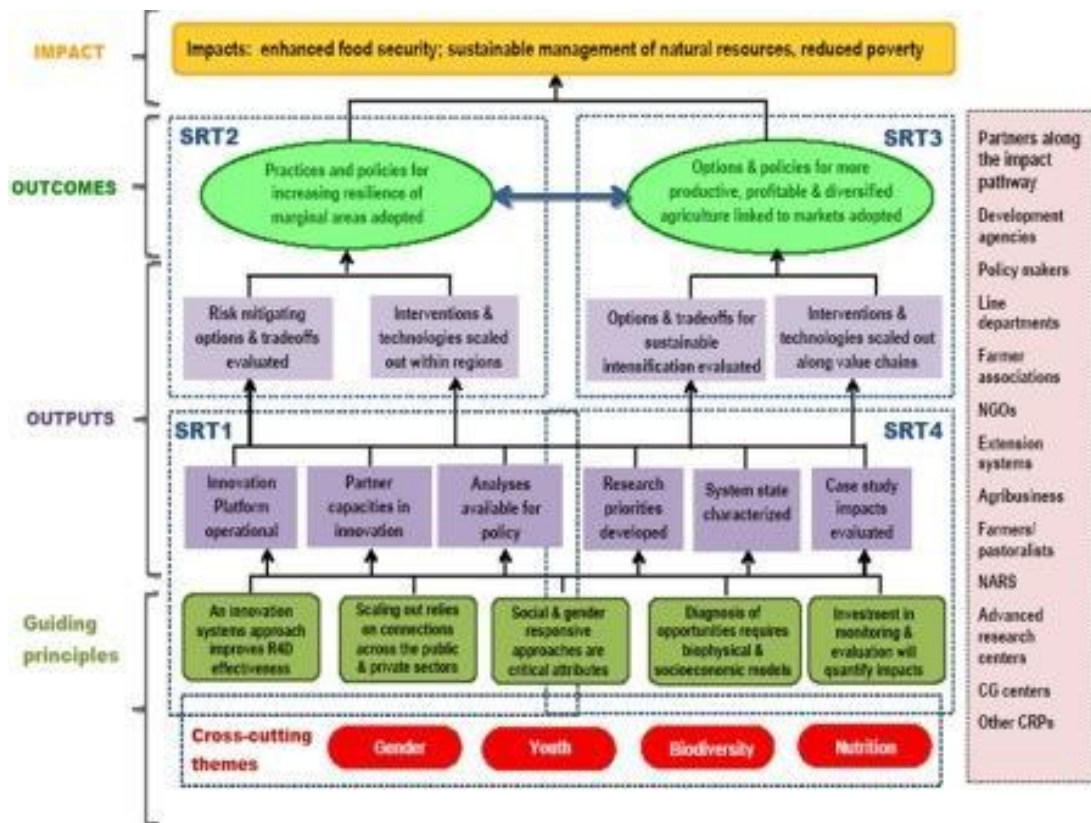 IMPACT
Impacts: enhanced food security; sustainable management of natural resources, reduced poverty
OUTCOMES
SRT2
Practices and policies for
increasing resilience of
marginal areas adopted
SRT3
Options & policies for more
productive, profitable & diversified
agriculture linked to markets adopted
OUTPUTS
Risk mitigating
options & tradeoffs
evaluated
Interventions &
technologies scaled
out within regions
Options & tradeoffs for
sustainable
intensification evaluated
Interventions &
technologies scaled out
along value chains
SRT1
SRT4
Innovation
Platform
operational
Partner
capacities in
innovation
Analyses
available for
policy
Research
priorities
developed
System state
characterized
Case study
impacts
evaluated
Guiding
principles
An innovation
systems approach
improves R4D
effectiveness
Scaling out relies
on connections
across the public
& private sectors
Social & gender
responsive
approaches are
critical attributes
Diagnosis of
opportunities requires
biophysical &
socioeconomic models
Investment in
monitoring &
evaluation will
quantify impacts
Cross-cutting
themes
Gender
Youth
Biodiversity
Nutrition
Partners along
the impact
pathway
Development
agencies
Policy makers
Line
departments
Farmer
associations
NGOs
Extension
systems
Agribusiness
Farmers/
pastoralists
NARS
Advanced
research
centers
CG centers
Other CRPs